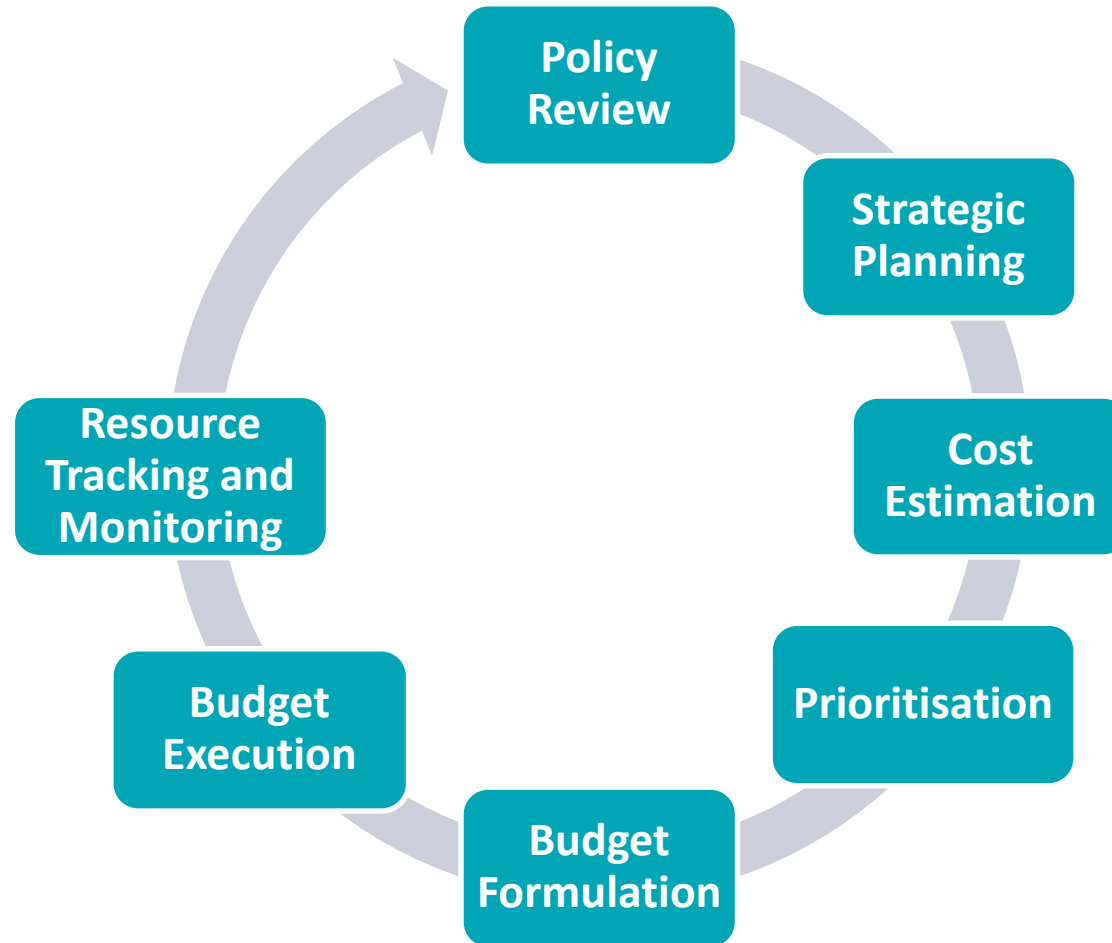 Policy
Review
Strategic
Planning
Cost
Estimation
Prioritisation
Budget
Formulation
Budget
Execution
Resource
Tracking and
Monitoring